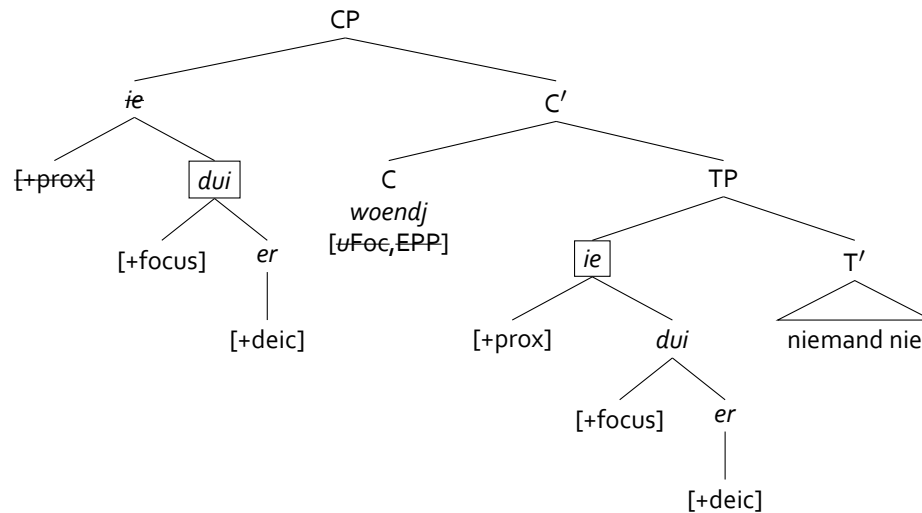 CP
ie C′
[+prox] dui C TP
woendj
[+focus] er [uFoc,EPP] ie T′
[+deic] [+prox] dui niemand nie
[+focus] er
[+deic]